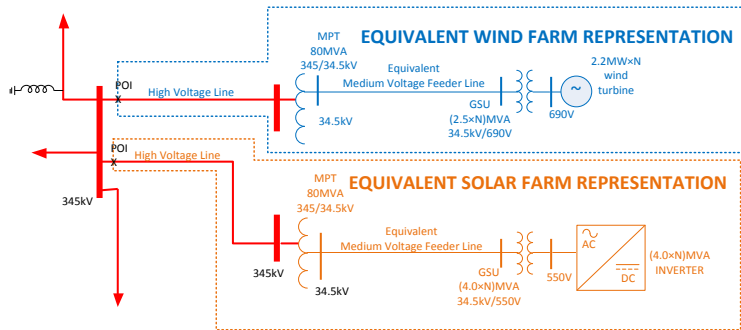 EQUIVALENT WIND FARM REPRESENTATION
MPT
80MVA
345/34.5kV
2.2MW×N
wind
turbine
POI
High Voltage Line
Equivalent
Medium Voltage Feeder Line
~
34.5kV
GSU
(2.5×N)MVA
34.5kV/690V
690V
POI
High Voltage Line
MPT
80MVA
345/34.5kV
EQUIVALENT SOLAR FARM REPRESENTATION
345kV
Equivalent
Medium Voltage Feeder Line
AC
DC
(4.0×N)MVA
INVERTER
345kV
34.5kV
GSU
(4.0×N)MVA
34.5kV/550V
550V